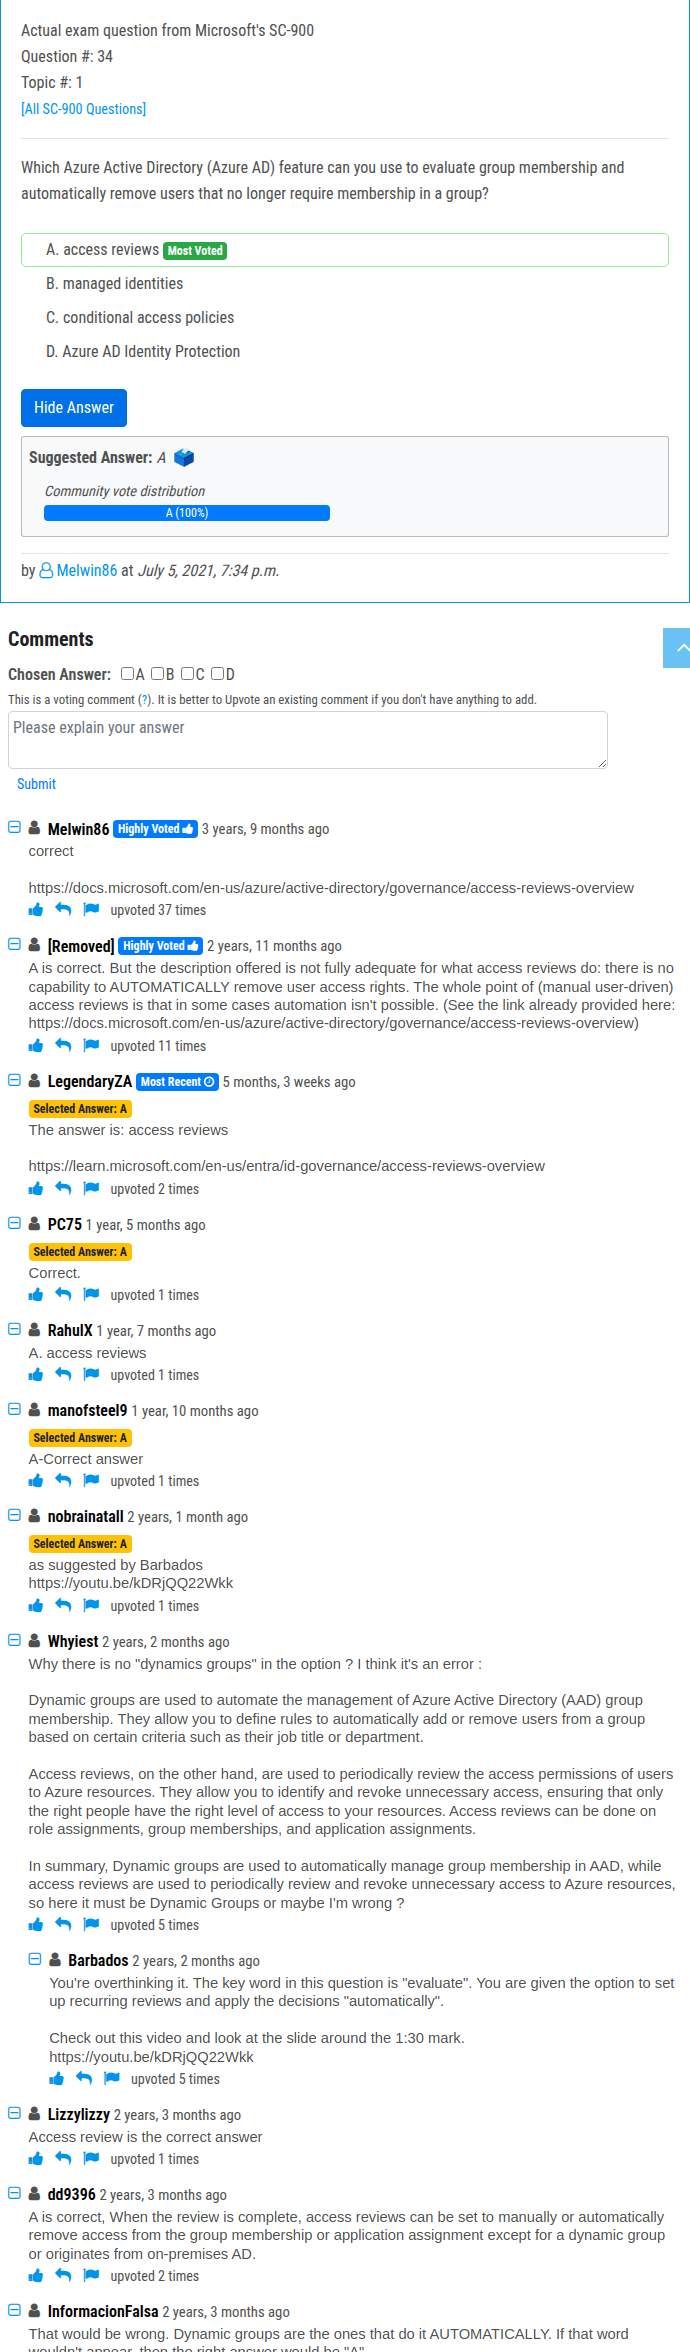 Actual exam question from Microsoft's SC-900
Question #: 34
Topic #: 1
[All SC-900 Questions]
Which Azure Active Directory (Azure AD) feature can you use to evaluate group membership and
automatically remove users that no longer require membership in a group?
A. access reviews Most Voted
B. managed identities
C. conditional access policies
D. Azure AD Identity Protection
Hide Answer
Suggested Answer: A
Community vote distribution
A (100%)
by Melwin86 at July 5, 2021, 7:34 p.m.
Comments
Chosen Answer: A B C D
This is a voting comment (?). It is better to Upvote an existing comment if you don't have anything to add.
Please explain your answer
Submit
Melwin86 Highly Voted 3 years, 9 months ago
correct
https://docs.microsoft.com/en-us/azure/active-directory/governance/access-reviews-overview
upvoted 37 times
[Removed] Highly Voted 2 years, 11 months ago
A is correct. But the description offered is not fully adequate for what access reviews do: there is no
capability to AUTOMATICALLY remove user access rights. The whole point of (manual user-driven)
access reviews is that in some cases automation isn't possible. (See the link already provided here:
https://docs.microsoft.com/en-us/azure/active-directory/governance/access-reviews-overview)
upvoted 11 times
LegendaryZA Most Recent 5 months, 3 weeks ago
Selected Answer: A
The answer is: access reviews
https://learn.microsoft.com/en-us/entra/id-governance/access-reviews-overview
upvoted 2 times
PC75 1 year, 5 months ago
Selected Answer: A
Correct.
upvoted 1 times
RahulX 1 year, 7 months ago
A. access reviews
upvoted 1 times
manofsteel9 1 year, 10 months ago
Selected Answer: A
A-Correct answer
upvoted 1 times
nobrainatall 2 years, 1 month ago
Selected Answer: A
as suggested by Barbados
https://youtu.be/kDRjQQ22Wkk
upvoted 1 times
Whyiest 2 years, 2 months ago
Why there is no "dynamics groups" in the option ? I think it's an error :
Dynamic groups are used to automate the management of Azure Active Directory (AAD) group
membership. They allow you to define rules to automatically add or remove users from a group
based on certain criteria such as their job title or department.
Access reviews, on the other hand, are used to periodically review the access permissions of users
to Azure resources. They allow you to identify and revoke unnecessary access, ensuring that only
the right people have the right level of access to your resources. Access reviews can be done on
role assignments, group memberships, and application assignments.
In summary, Dynamic groups are used to automatically manage group membership in AAD, while
access reviews are used to periodically review and revoke unnecessary access to Azure resources,
so here it must be Dynamic Groups or maybe I'm wrong ?
upvoted 5 times
Barbados 2 years, 2 months ago
You're overthinking it. The key word in this question is "evaluate". You are given the option to set
up recurring reviews and apply the decisions "automatically".
Check out this video and look at the slide around the 1:30 mark.
https://youtu.be/kDRjQQ22Wkk
upvoted 5 times
Lizzylizzy 2 years, 3 months ago
Access review is the correct answer
upvoted 1 times
dd9396 2 years, 3 months ago
A is correct, When the review is complete, access reviews can be set to manually or automatically
remove access from the group membership or application assignment except for a dynamic group
or originates from on-premises AD.
upvoted 2 times
InformacionFalsa 2 years, 3 months ago
That would be wrong. Dynamic groups are the ones that do it AUTOMATICALLY. If that word
wouldn't appear, then the right answer would be "A"